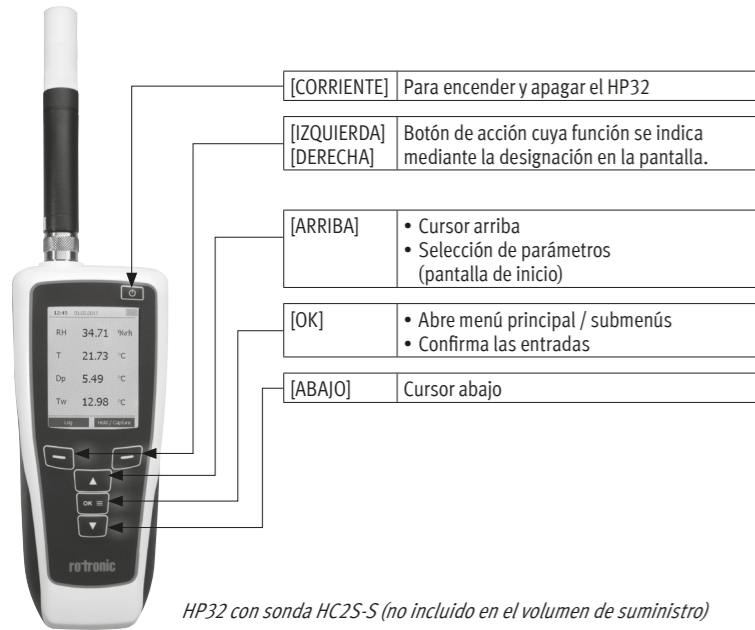 [CORRIENTE] Para encender y apagar el HP32
[IZQUIERDA] Botón de acción cuya función se indica
[DERECHA] mediante la designación en la pantalla.
[ARRIBA] • Cursor arriba
• Selección de parámetros
(pantalla de inicio)
[OK] • Abre menú principal / submenús
• Confirma las entradas
[ABAJO] Cursor abajo
12:45
RH 34.71 %rh
T 21.73 °C
Dp 5.49 °C
Tw 12.98 °C
Log Hold / Capture
OK
rotronic
HP32 con sonda HC2S-S (no incluido en el volumen de suministro)